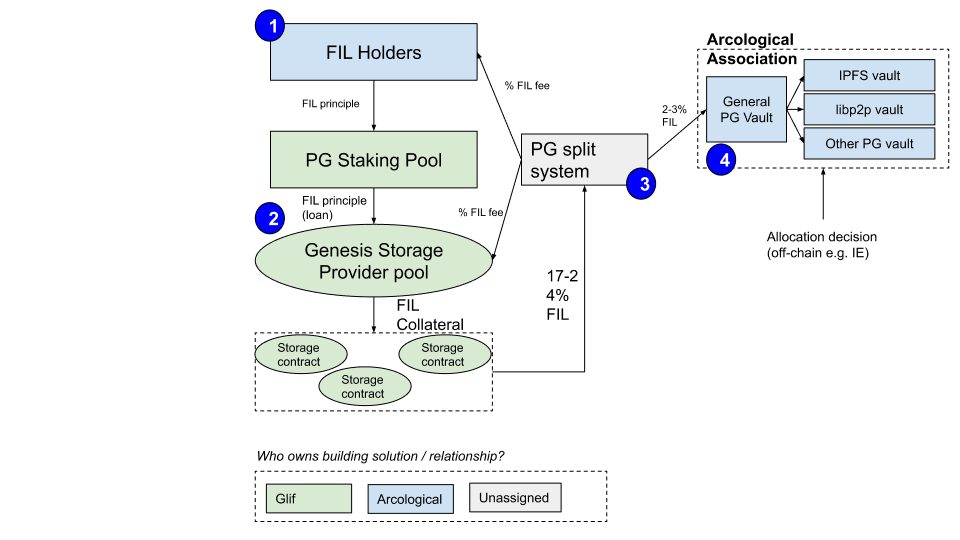 1
FIL Holders
FIL principle
PG Staking Pool
FIL principle
(loan)
2
Genesis Storage
Provider pool
FIL
Collateral
Storage
contract
Storage
contract
Storage
contract
% FIL fee
% FIL fee
PG split
system
3
17-2
4%
FIL
2-3%
FIL
Arcological
Association
General
PG Vault
4
IPFS vault
libp2p vault
Other PG vault
Allocation decision
(off-chain e.g. IE)
Who owns building solution / relationship?
Glif
Arcological
Unassigned